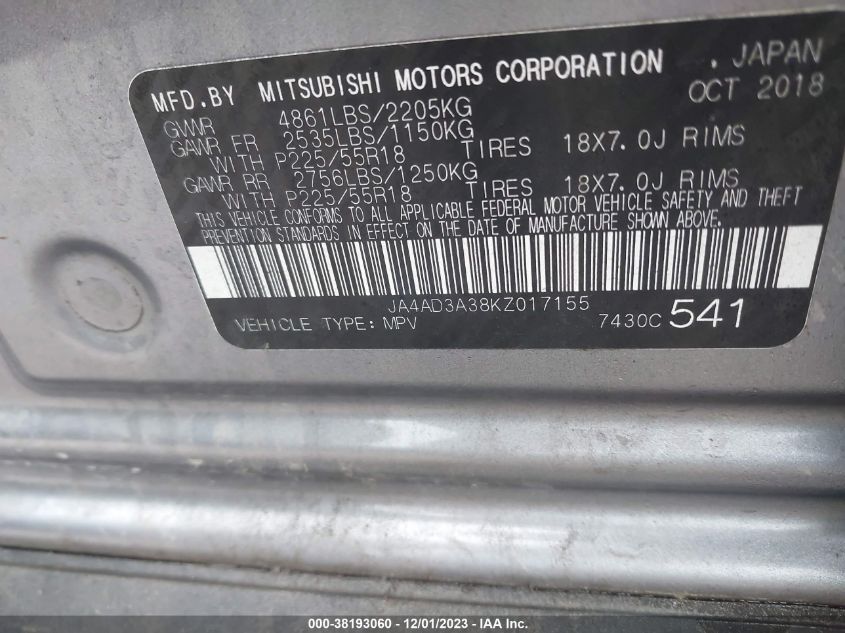 MFD.BY MITSUBISHI MOTORS CORPORATION. JAPAN
GVWR 4861LBS/2205KG OCT 2018
GAWR FR 2535LBS/1150KG
WITH P225/55R18 TIRES 18X7.0J RIMS
GAWR RR 2756LBS/1250KG
WITH P225/55R18 TIRES 18X7.0J RIMS
THIS VEHICLE CONFORMS TO ALL APPLICABLE FEDERAL MOTOR VEHICLE SAFETY AND THEFT
PREVENTION STANDARDS IN EFFECT ON THE DATE OF MANUFACTURE SHOWN ABOVE.
JA4AD3A38KZ017155
VEHICLE TYPE: MPV 7430C 541
000-38193060 - 12/01/2023 - IAA Inc.